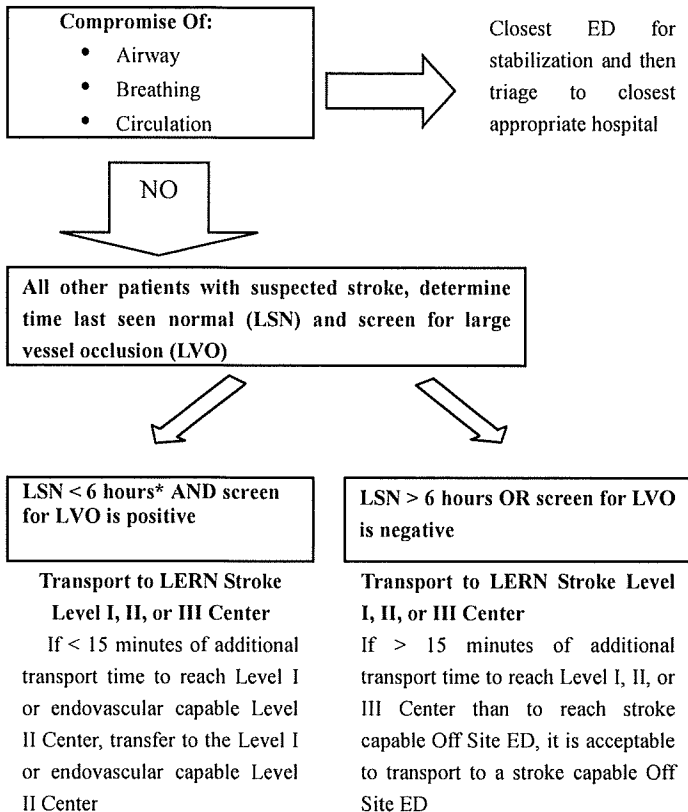 Compromise Of:
• Airway
• Breathing
• Circulation
Closest ED for
stabilization and then
triage to closest
appropriate hospital
NO
All other patients with suspected stroke, determine
time last seen normal (LSN) and screen for large
vessel occlusion (LVO)
LSN < 6 hours* AND screen
for LVO is positive
Transport to LERN Stroke
Level I, II, or III Center
If < 15 minutes of additional
transport time to reach Level I
or endovascular capable Level
II Center, transfer to the Level I
or endovascular capable Level
II Center
LSN > 6 hours OR screen for LVO
is negative
Transport to LERN Stroke Level
I, II, or III Center
If > 15 minutes of additional
transport time to reach Level I, II, or
III Center than to reach stroke
capable Off Site ED, it is acceptable
to transport to a stroke capable Off
Site ED